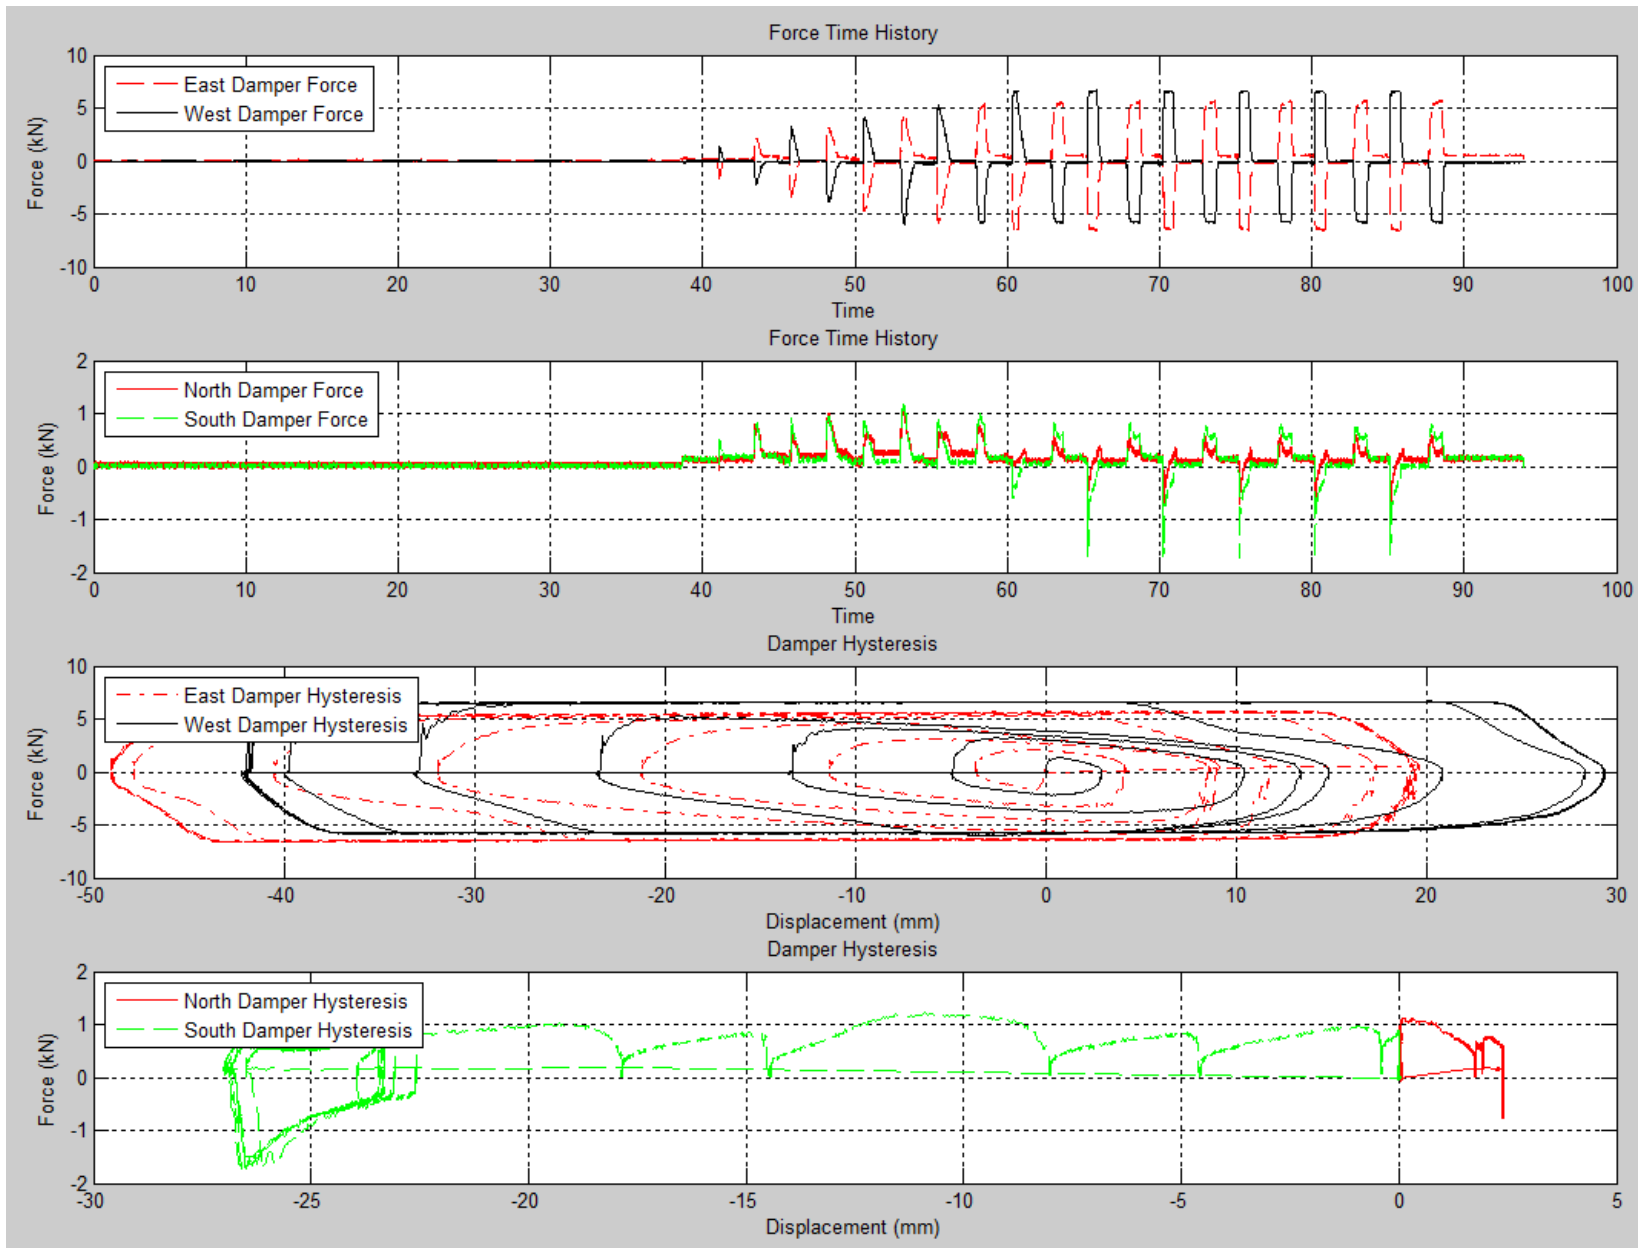 Force Time History
10
5
0
-5
-10
Force (kN)
East Damper Force
West Damper Force
0 10 20 30 40 50 60 70 80 90 100
Time
Force Time History
2
1
0
-1
-2
Force (kN)
North Damper Force
South Damper Force
0 10 20 30 40 50 60 70 80 90 100
Time
Damper Hysteresis
10
5
0
-5
-10
Force (kN)
East Damper Hysteresis
West Damper Hysteresis
-50 -40 -30 -20 -10 0 10 20 30
Displacement (mm)
Damper Hysteresis
2
1
0
-1
-2
Force (kN)
North Damper Hysteresis
South Damper Hysteresis
-30 -25 -20 -15 -10 -5 0 5
Displacement (mm)